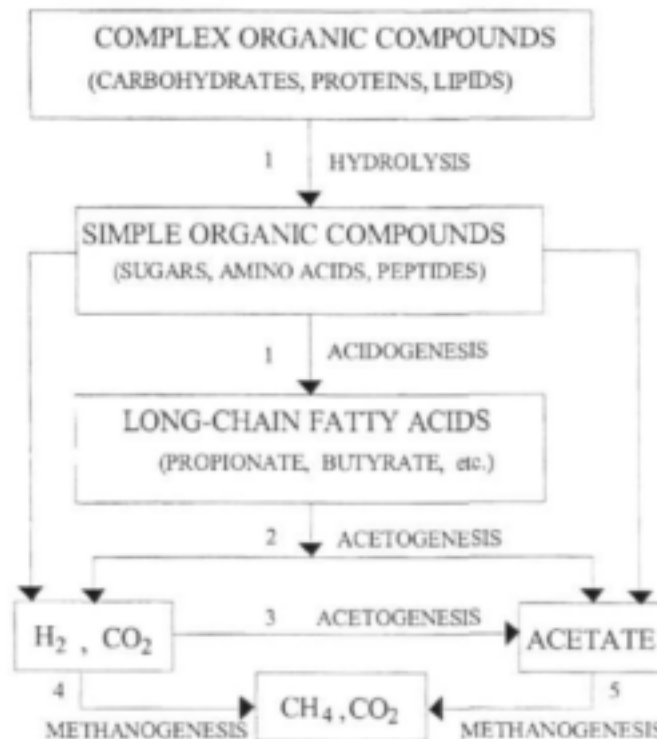 COMPLEX ORGANIC COMPOUNDS
(CARBOHYDRATES, PROTEINS, LIPIDS)
1 HYDROLYSIS
SIMPLE ORGANIC COMPOUNDS
(SUGARS, AMINO ACIDS, PEPTIDES)
1 ACIDOGENESIS
LONG-CHAIN FATTY ACIDS
(PROPIONATE, BUTYRATE, etc.)
2 ACETOGENESIS
H₂ , CO₂
3 ACETOGENESIS
ACETATE
4
5
CH₄,CO₂
METHANOGENESIS
METHANOGENESIS